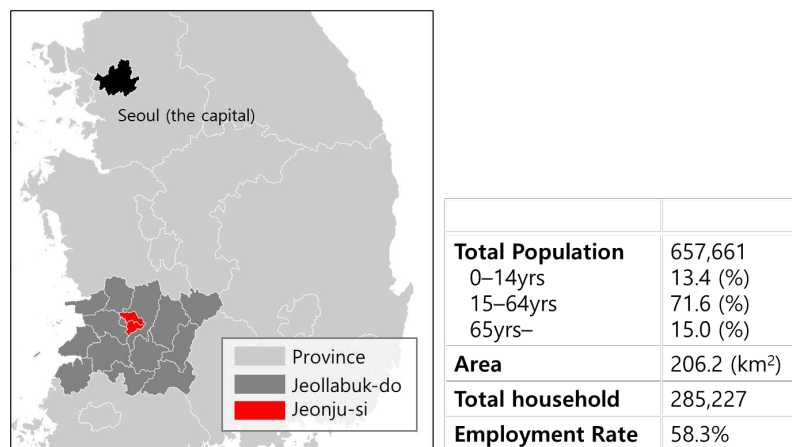 Seoul (the capital)
Province
Jeollabuk-do
Jeonju-si
Total Population 657,661
0–14yrs 13.4 (%)
15–64yrs 71.6 (%)
65yrs– 15.0 (%)
Area 206.2 (km²)
Total household 285,227
Employment Rate 58.3%